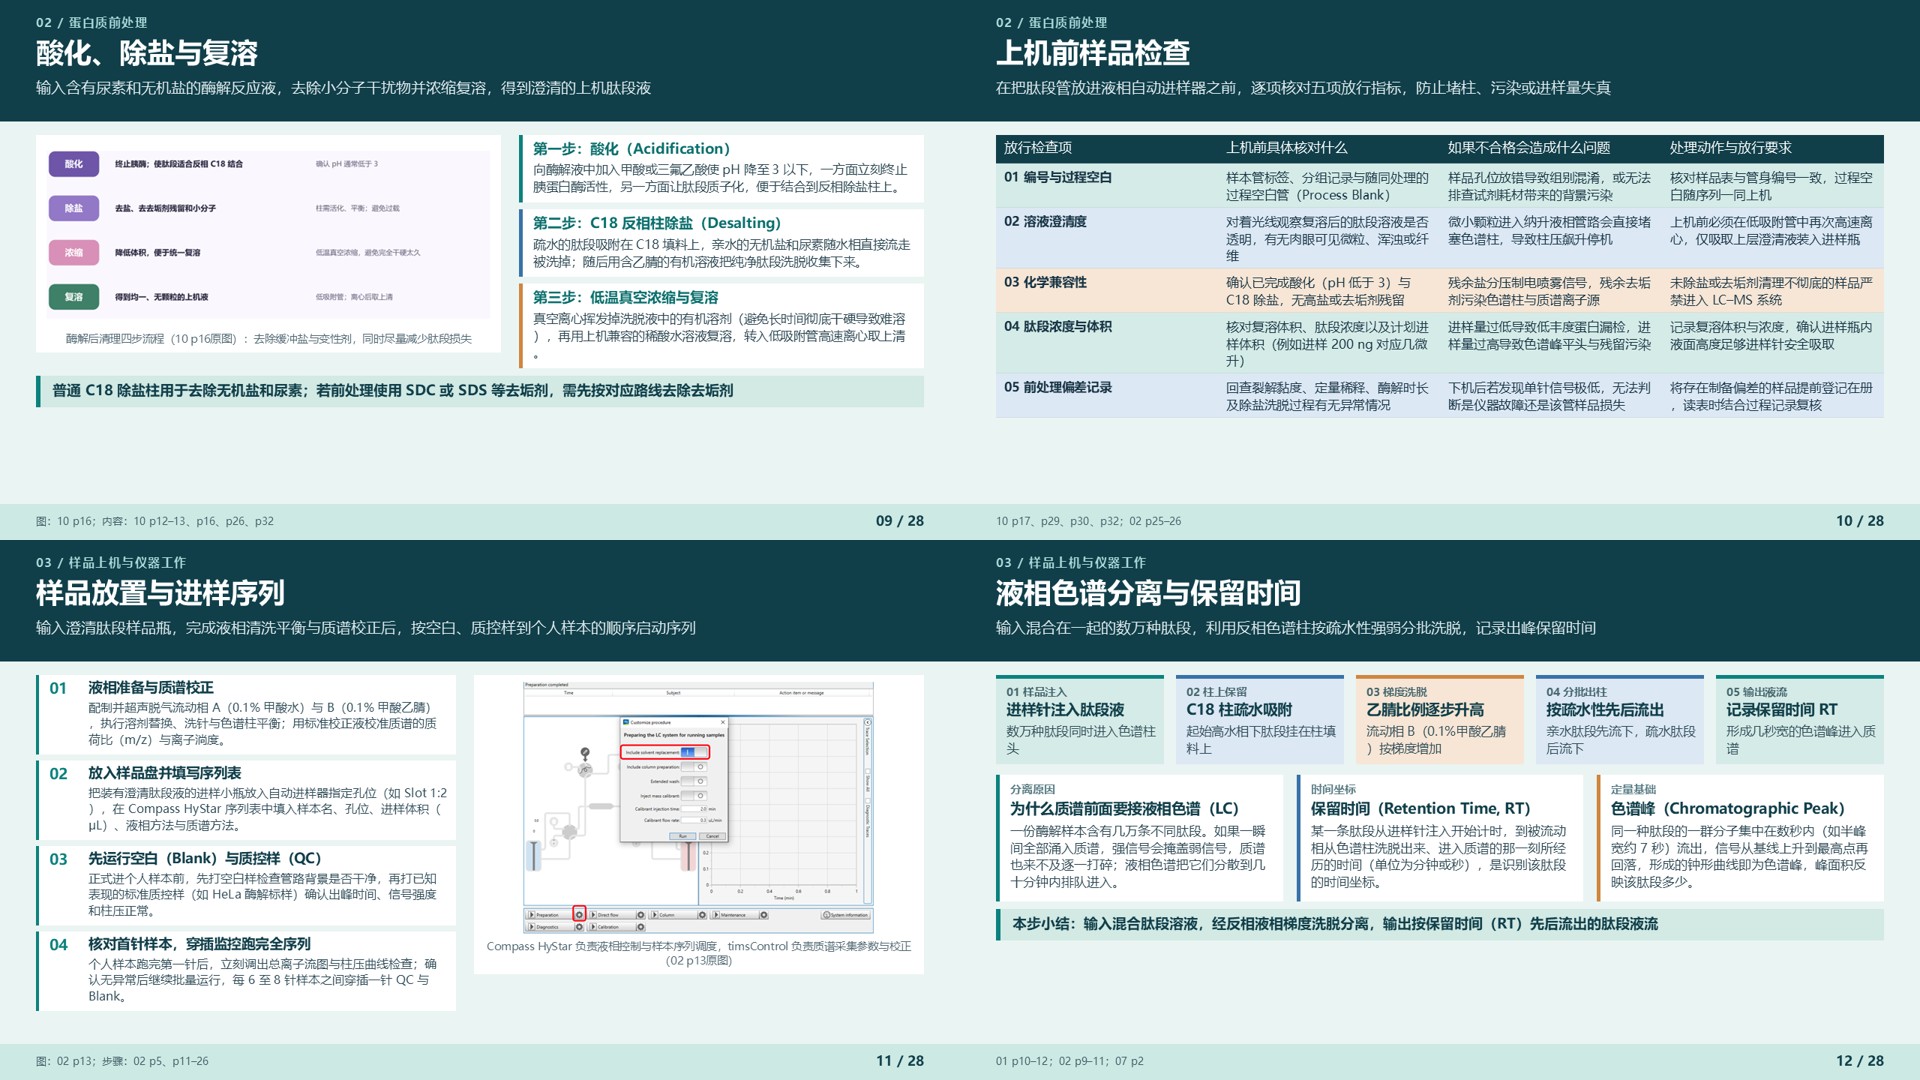 02 / 蛋白质前处理
酸化、除盐与复溶
输入含有尿素和无机盐的酶解反应液，去除小分子干扰物并浓缩复溶，得到澄清的上机肽段液
酸化
终止胰酶；使肽段适合反相 C18 结合
确认 pH 通常低于 3
除盐
去盐、去去垢剂残留和小分子
柱需活化、平衡；避免过载
浓缩
降低体积，便于统一复溶
低温真空浓缩，避免完全干硬太久
复溶
得到均一、无颗粒的上机液
低吸附管；离心后取上清
酶解后清理四步流程（10 p16原图）：去除缓冲盐与变性剂，同时尽量减少肽段损失
第一步：酸化（Acidification）
向酶解液中加入甲酸或三氟乙酸使 pH 降至 3 以下，一方面立刻终止
胰蛋白酶活性，另一方面让肽段质子化，便于结合到反相除盐柱上。
第二步：C18 反相柱除盐（Desalting）
疏水的肽段吸附在 C18 填料上，亲水的无机盐和尿素随水相直接流走
被洗掉；随后用含乙腈的有机溶液把纯净肽段洗脱收集下来。
第三步：低温真空浓缩与复溶
真空离心挥发掉洗脱液中的有机溶剂（避免长时间彻底干硬导致难溶
），再用上机兼容的稀酸水溶液复溶，转入低吸附管高速离心取上清
。
普通 C18 除盐柱用于去除无机盐和尿素；若前处理使用 SDC 或 SDS 等去垢剂，需先按对应路线去除去垢剂
图：10 p16；内容：10 p12–13、p16、p26、p32
09 / 28
02 / 蛋白质前处理
上机前样品检查
在把肽段管放进液相自动进样器之前，逐项核对五项放行指标，防止堵柱、污染或进样量失真
放行检查项
上机前具体核对什么
如果不合格会造成什么问题
处理动作与放行要求
01 编号与过程空白
样本管标签、分组记录与随同处理的
过程空白管（Process Blank）
样品孔位放错导致组别混淆，或无法
排查试剂耗材带来的背景污染
核对样品表与管身编号一致，过程空
白随序列一同上机
02 溶液澄清度
对着光线观察复溶后的肽段溶液是否
透明，有无肉眼可见微粒、浑浊或纤
维
微小颗粒进入纳升液相管路会直接堵
塞色谱柱，导致柱压飙升停机
上机前必须在低吸附管中再次高速离
心，仅吸取上层澄清液装入进样瓶
03 化学兼容性
确认已完成酸化（pH 低于 3）与
C18 除盐，无高盐或去垢剂残留
残余盐分压制电喷雾信号，残余去垢
剂污染色谱柱与质谱离子源
未除盐或去垢剂清理不彻底的样品严
禁进入 LC–MS 系统
04 肽段浓度与体积
核对复溶体积、肽段浓度以及计划进
样体积（例如进样 200 ng 对应几微
升）
进样量过低导致低丰度蛋白漏检，进
样量过高导致色谱峰平头与残留污染
记录复溶体积与浓度，确认进样瓶内
液面高度足够进样针安全吸取
05 前处理偏差记录
回查裂解黏度、定量稀释、酶解时长
及除盐洗脱过程有无异常情况
下机后若发现单针信号极低，无法判
断是仪器故障还是该管样品损失
将存在制备偏差的样品提前登记在册
，读表时结合过程记录复核
10 p17、p29、p30、p32；02 p25–26
10 / 28
03 / 样品上机与仪器工作
样品放置与进样序列
输入澄清肽段样品瓶，完成液相清洗平衡与质谱校正后，按空白、质控样到个人样本的顺序启动序列
01
液相准备与质谱校正
配制并超声脱气流动相 A（0.1% 甲酸水）与 B（0.1% 甲酸乙腈）
，执行溶剂替换、洗针与色谱柱平衡；用标准校正液校准质谱的质
荷比（m/z）与离子淌度。
02
放入样品盘并填写序列表
把装有澄清肽段液的进样小瓶放入自动进样器指定孔位（如 Slot 1:2
），在 Compass HyStar 序列表中填入样本名、孔位、进样体积（
μL）、液相方法与质谱方法。
03
先运行空白（Blank）与质控样（QC）
正式进个人样本前，先打空白样检查管路背景是否干净，再打已知
表现的标准质控样（如 HeLa 酶解标样）确认出峰时间、信号强度
和柱压正常。
04
核对首针样本，穿插监控跑完全序列
个人样本跑完第一针后，立刻调出总离子流图与柱压曲线检查；确
认无异常后继续批量运行，每 6 至 8 针样本之间穿插一针 QC 与
Blank。
Preparation completed
Time
Subject
Action item or message
Customize procedure
Preparing the LC system for running samples
Include solvent replacement
Include column preparation
Extended wash
Inject mass calibrant
Calibrant injection time
2.0 min
Calibrant flow rate
uL/min
Run
Cancel
0.2
0.1
0
0 0.2 0.4 0.6 0.8 1
Time (min)
Preparation
Direct flow
Column
Maintenance
System information
Diagnostics
Calibration
Compass HyStar 负责液相控制与样本序列调度，timsControl 负责质谱采集参数与校正
（02 p13原图）
图：02 p13；步骤：02 p5、p11–26
11 / 28
03 / 样品上机与仪器工作
液相色谱分离与保留时间
输入混合在一起的数万种肽段，利用反相色谱柱按疏水性强弱分批洗脱，记录出峰保留时间
01 样品注入
进样针注入肽段液
数万种肽段同时进入色谱柱
头
02 柱上保留
C18 柱疏水吸附
起始高水相下肽段挂在柱填
料上
03 梯度洗脱
乙腈比例逐步升高
流动相 B（0.1%甲酸乙腈
）按梯度增加
04 分批出柱
按疏水性先后流出
亲水肽段先流下，疏水肽段
后流下
05 输出液流
记录保留时间 RT
形成几秒宽的色谱峰进入质
谱
分离原因
为什么质谱前面要接液相色谱（LC）
一份酶解样本含有几万条不同肽段。如果一瞬
间全部涌入质谱，强信号会掩盖弱信号，质谱
也来不及逐一打碎；液相色谱把它们分散到几
十分钟内排队进入。
时间坐标
保留时间（Retention Time, RT）
某一条肽段从进样针注入开始计时，到被流动
相从色谱柱洗脱出来、进入质谱的那一刻所经
历的时间（单位为分钟或秒），是识别该肽段
的时间坐标。
定量基础
色谱峰（Chromatographic Peak）
同一种肽段的一群分子集中在数秒内（如半峰
宽约 7 秒）流出，信号从基线上升到最高点再
回落，形成的钟形曲线即为色谱峰，峰面积反
映该肽段多少。
本步小结：输入混合肽段溶液，经反相液相梯度洗脱分离，输出按保留时间（RT）先后流出的肽段液流
01 p10–12；02 p9–11；07 p2
12 / 28